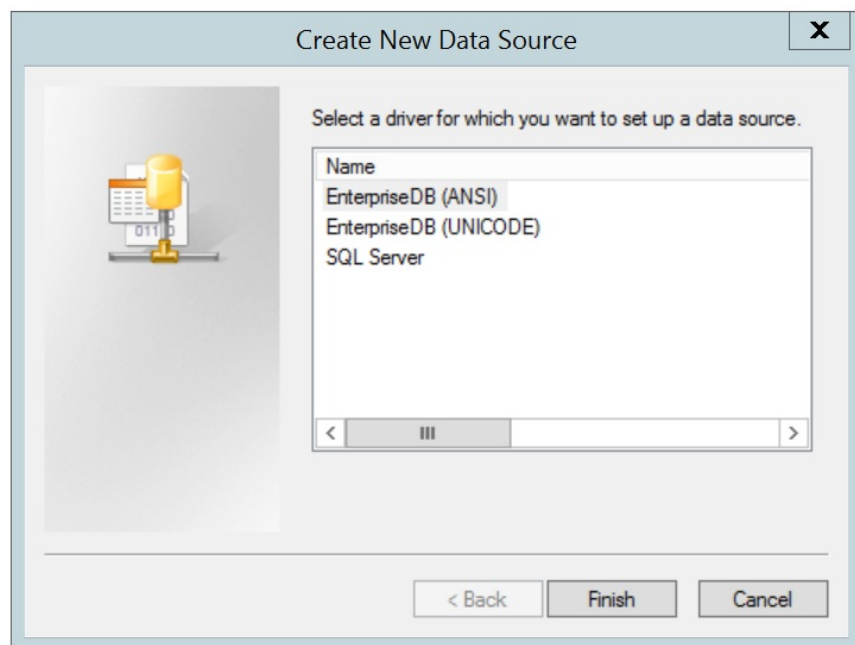 Create New Data Source
X
Select a driver for which you want to set up a data source.
Name
EnterpriseDB (ANSI)
EnterpriseDB (UNICODE)
SQL Server
< Back
Finish
Cancel